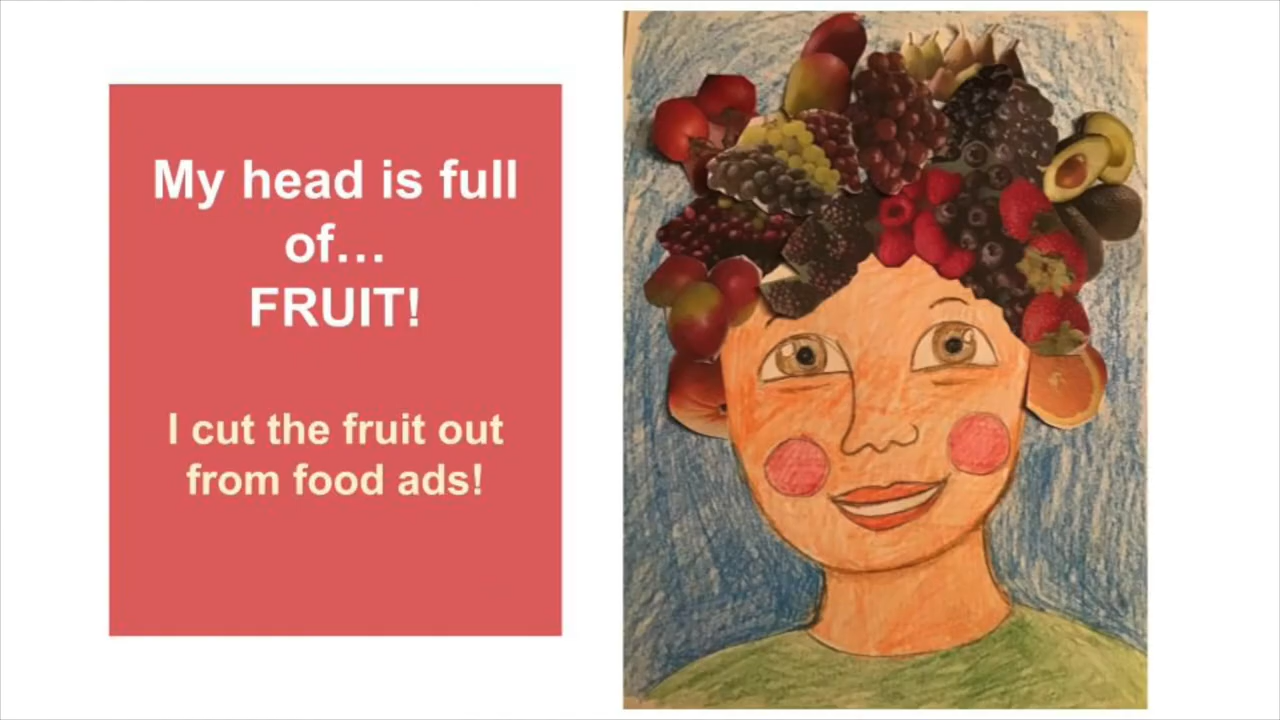 My head is full
of...
FRUIT!
I cut the fruit out
from food ads!